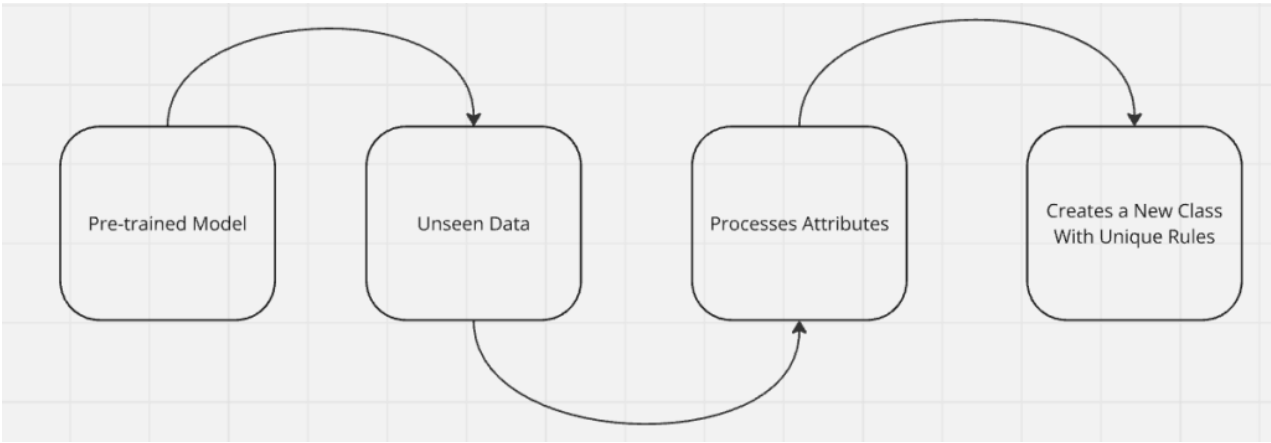 Pre-trained Model
Unseen Data
Processes Attributes
Creates a New Class
With Unique Rules